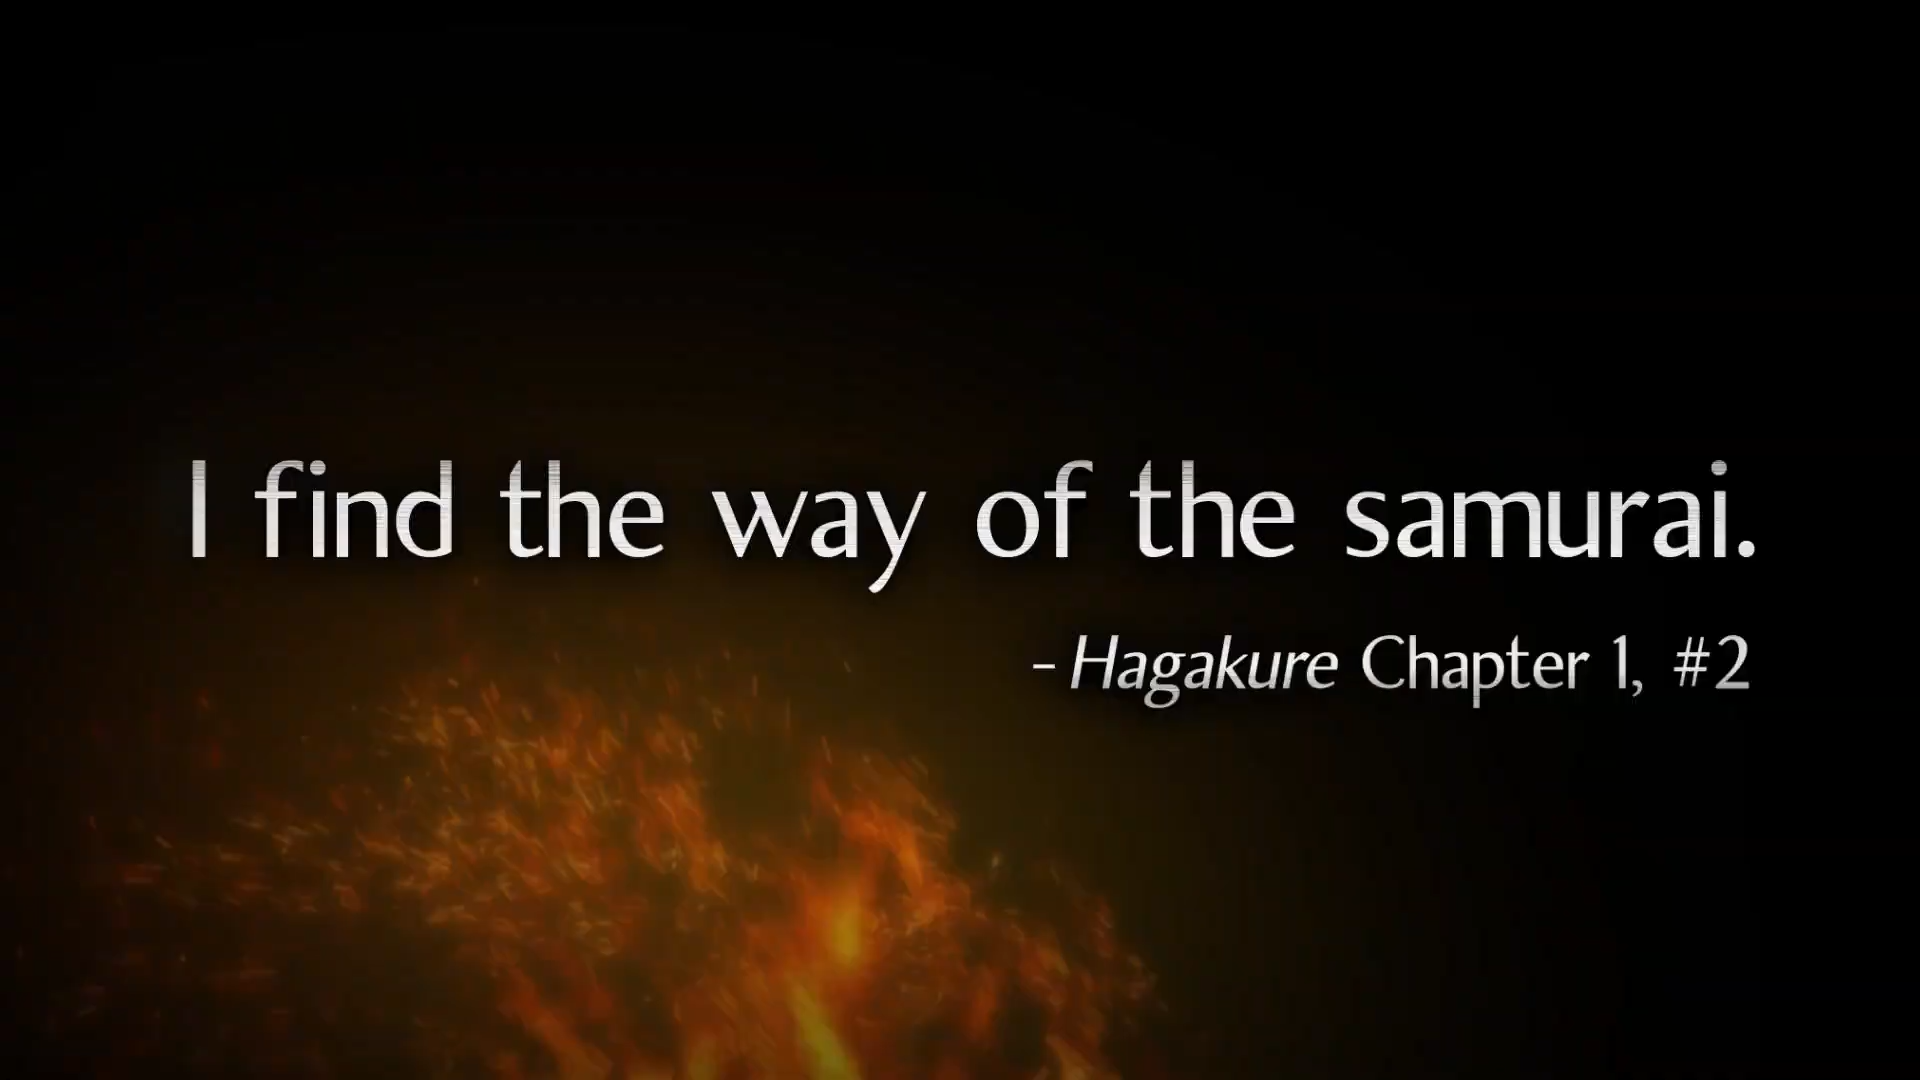 I find the way of the samurai.
-Hagakure Chapter 1, #2